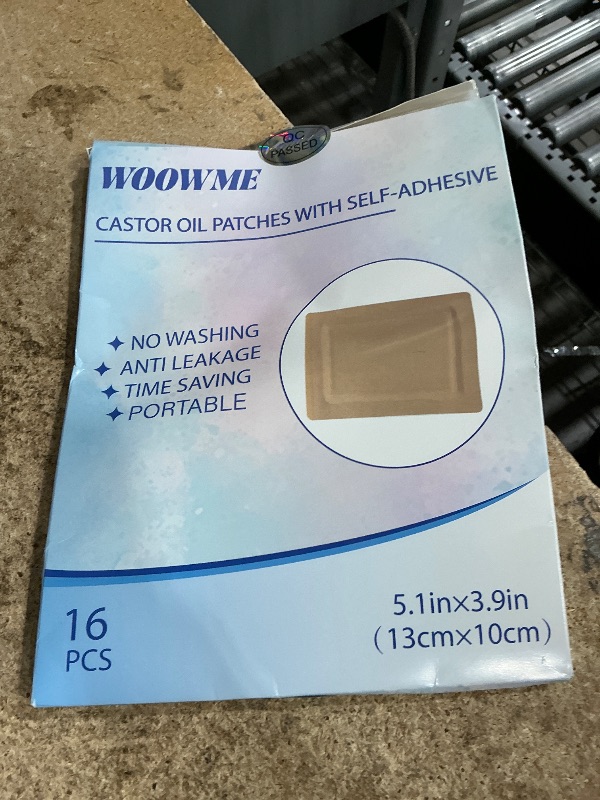 QC
PASSED
WOOWME
CASTOR OIL PATCHES WITH SELF-ADHESIVE
NO WASHING
ANTI LEAKAGE
TIME SAVING
PORTABLE
16
PCS
5.1in×3.9in
（13cm×10cm）